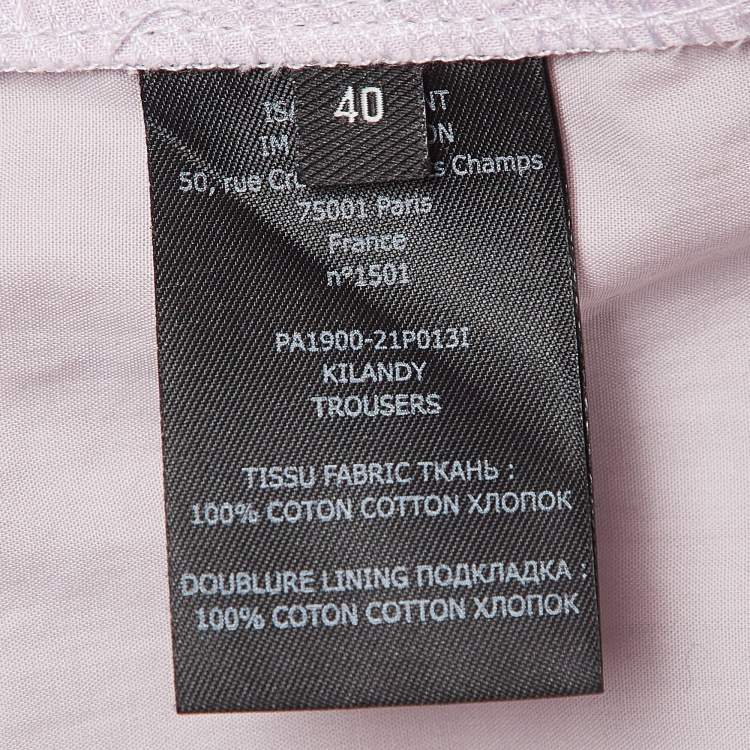 40
50, rue Champs
75001 Paris
France
n°1501
PA1900-21P013I
KILANDY
TROUSERS
TISSU FABRIC ТКАНЬ :
100% COTON COTTON ХЛОПОК
DOUBLURE LINING ПОДКЛАДКА :
100% COTON COTTON ХЛОПОК